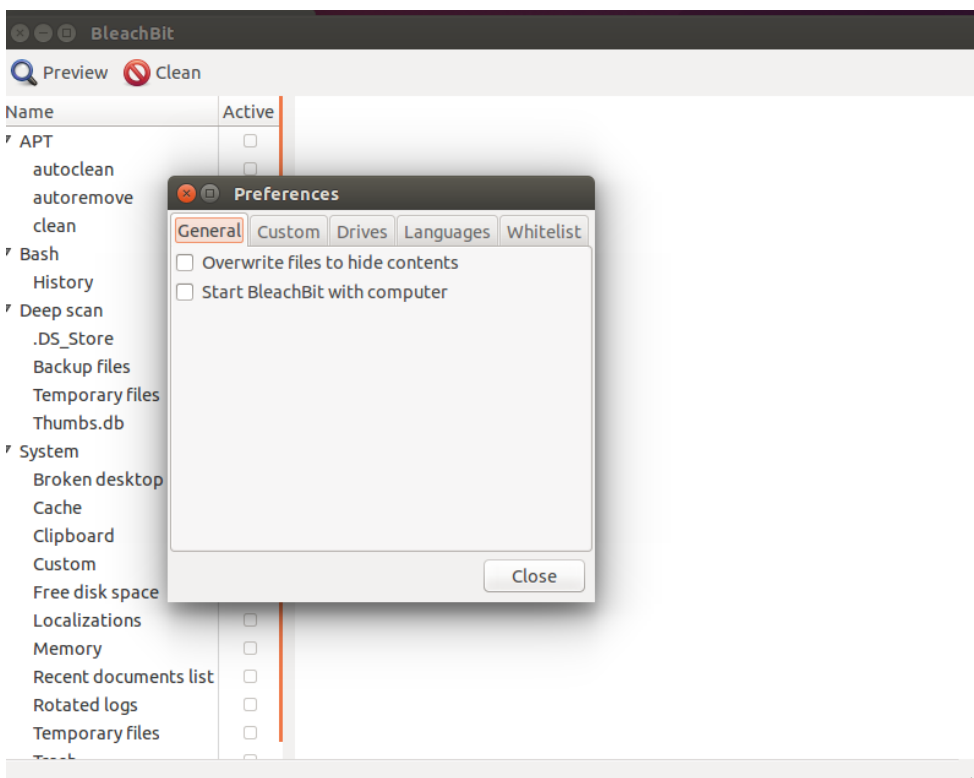 BleachBit
Preview Clean
Name Active
APT
autoclean
autoremove
clean
Bash
History
Deep scan
.DS_Store
Backup files
Temporary files
Thumbs.db
System
Broken desktop
Cache
Clipboard
Custom
Free disk space
Localizations
Memory
Recent documents list
Rotated logs
Temporary files
Preferences
General Custom Drives Languages Whitelist
Overwrite files to hide contents
Start BleachBit with computer
Close